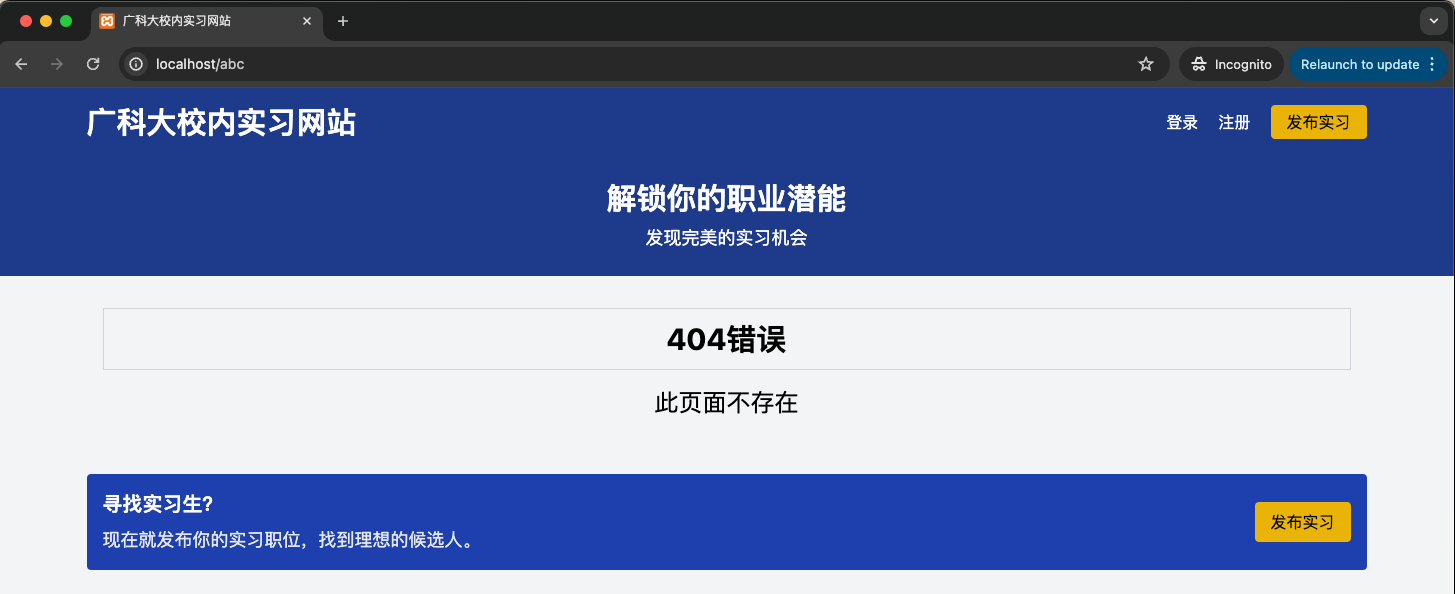 广科大校内实习网站
localhost/abc
Incognito
Relaunch to update
广科大校内实习网站
登录 注册 发布实习
解锁你的职业潜能
发现完美的实习机会
404错误
此页面不存在
寻找实习生?
现在就发布你的实习职位，找到理想的候选人。
发布实习